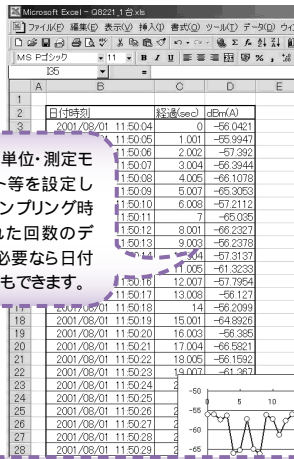 Microsoft Excel - Q8221_1台.xls
ファイル(F) 編集(E) 表示(V) 挿入(I) 書式(O) ツール(T) データ(D) ウィ
MS Pゴシック 11 B I U
I35 =
A B C D E
1
2 日付時刻 経過(sec) dBm(A)
3 2001/08/01 11:50:04 0 -56.0421
2001/08/01 11:50:05 1.001 -55.9947
11:50:06 2.002 -57.392
11:50:07 3.004 -56.3944
11:50:08 4.005 -66.1078
11:50:09 5.007 -65.3053
11:50:10 6.008 -57.2112
11:50:11 7 -65.035
11:50:12 8.001 -66.2327
11:50:13 9.003 -56.2378
-57.3137
11.005 -61.3233
11:50:16 12.007 -57.7954
11:50:17 13.008 -56.127
2001/08/01 11:50:18 14 -56.2099
18 2001/08/01 11:50:19 15.001 -64.8926
19 2001/08/01 11:50:20 16.003 -56.385
20 2001/08/01 11:50:21 17.004 -66.5821
21 2001/08/01 11:50:22 18.005 -56.1592
22 2001/08/01 11:50:23 19.007 -61.367
23 2001/08/01 11:50:24
24 2001/08/01 11:50:25
25 2001/08/01 11:50:26
26 2001/08/01 11:50:27
27 2001/08/01 11:50:28
28 2001/08/01 11:50:29
単位・測定モ
ト等を設定し
ンプリング時
れた回数のデ
必要なら日付
もできます。
-50
-55
-60
-65
5 10